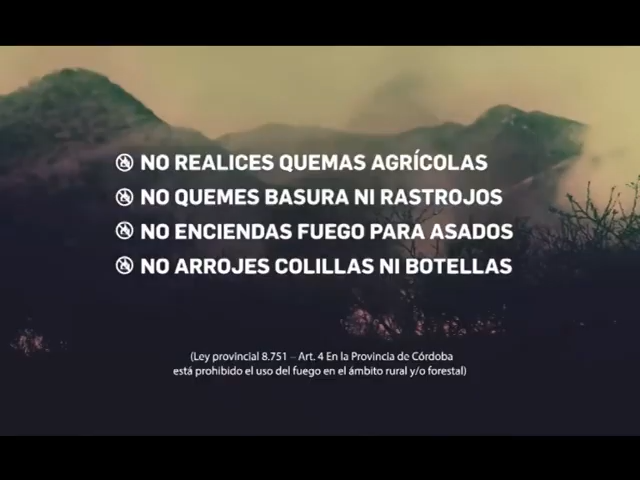 NO REALICES QUEMAS AGRÍCOLAS
NO QUEMES BASURA NI RASTROJOS
NO ENCIENDAS FUEGO PARA ASADOS
NO ARROJES COLILLAS NI BOTELLAS
(Ley provincial 8.751 – Art. 4 En la Provincia de Córdoba
está prohibido el uso del fuego en el ámbito rural y/o forestal)